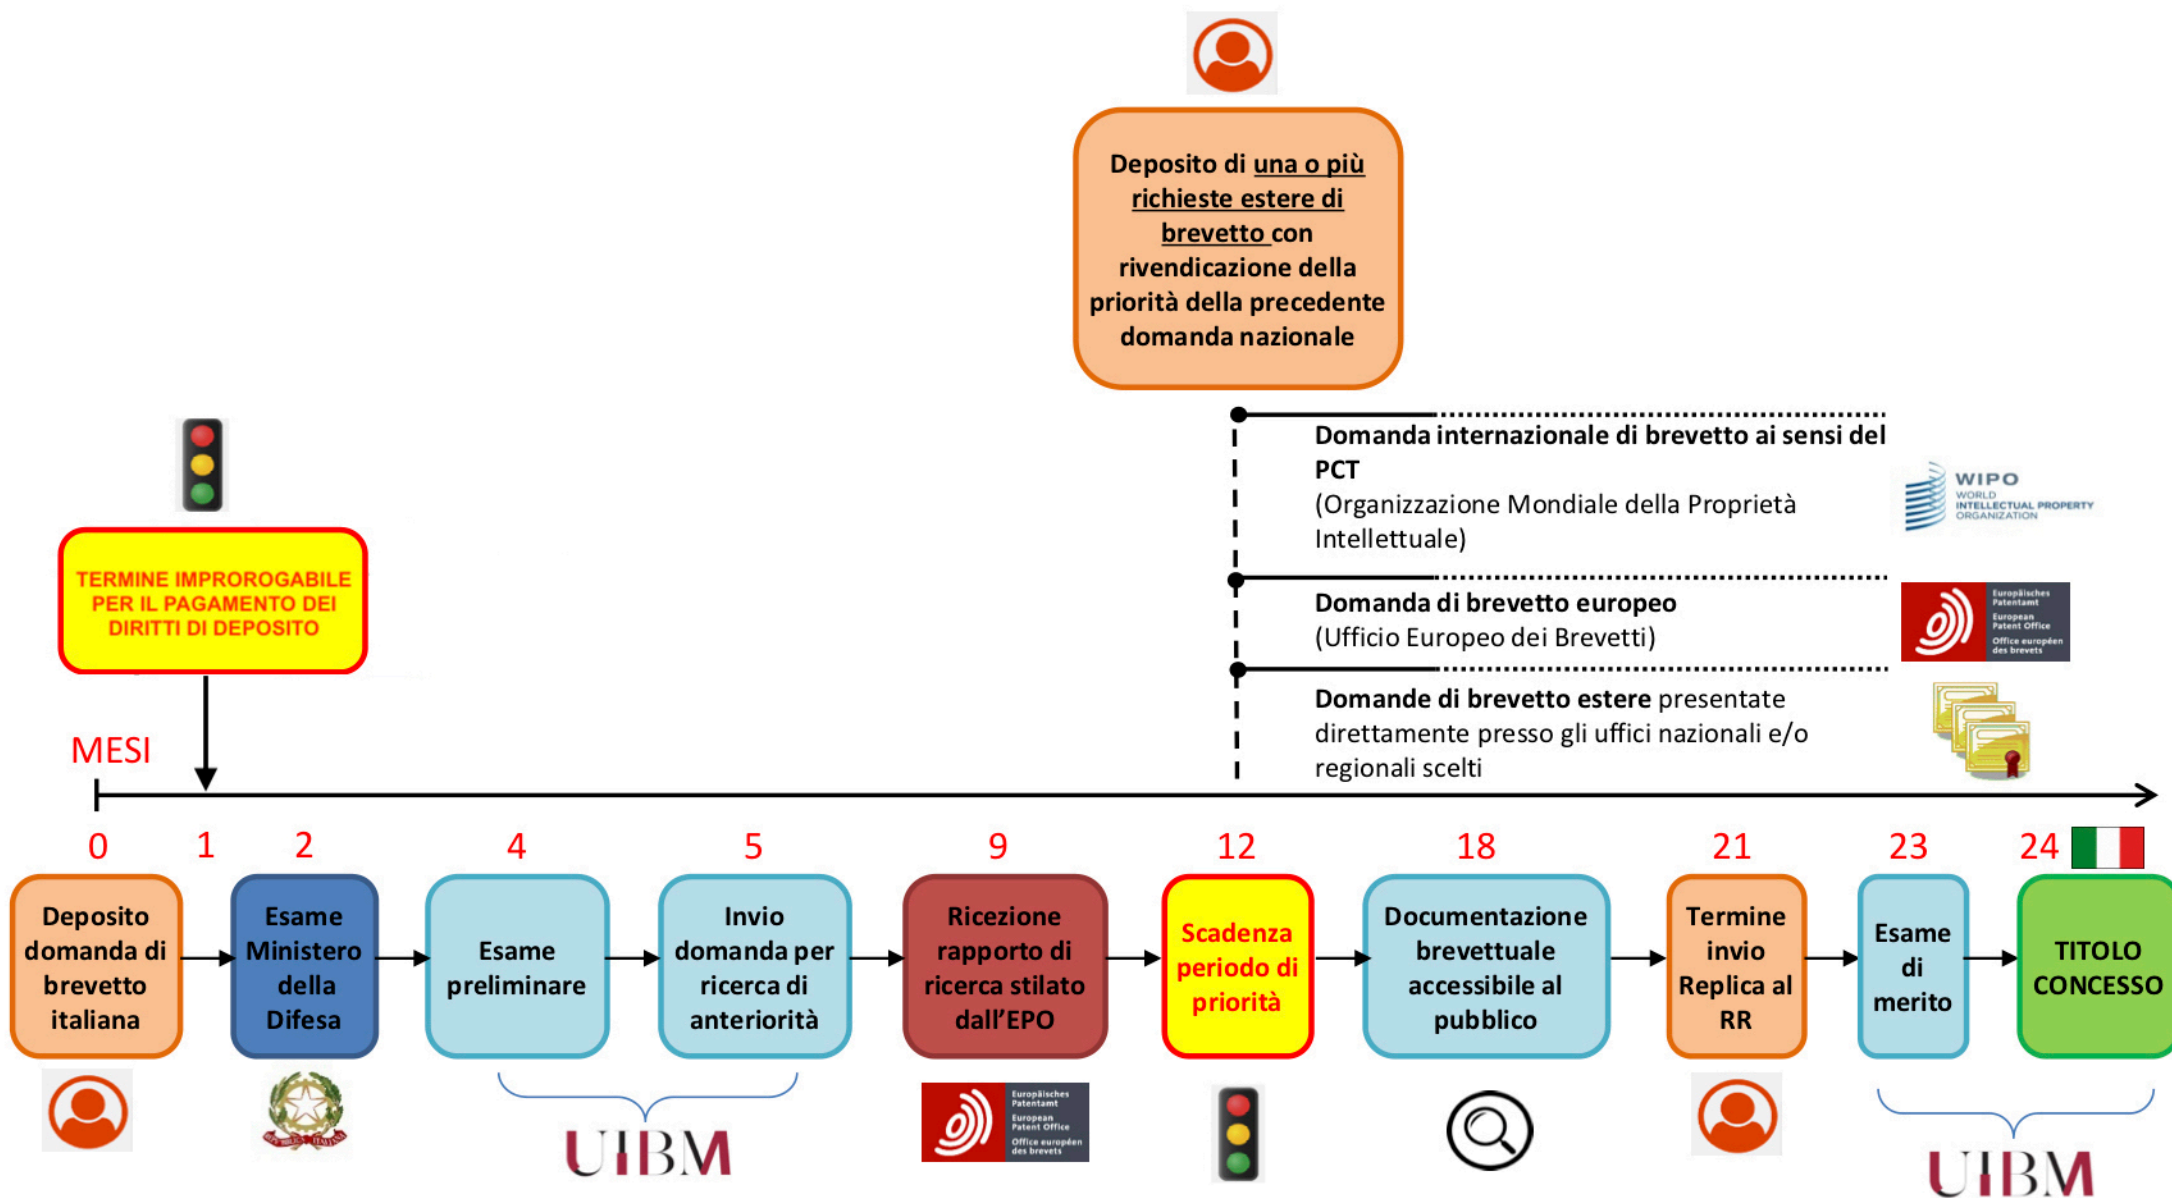 Deposito di una o più
richieste estere di
brevetto con
rivendicazione della
priorità della precedente
domanda nazionale
Domanda internazionale di brevetto ai sensi del
PCT
(Organizzazione Mondiale della Proprietà
Intellettuale)
WIPO
WORLD
INTELLECTUAL PROPERTY
ORGANIZATION
TERMINE IMPROROGABILE
PER IL PAGAMENTO DEI
DIRITTI DI DEPOSITO
Domanda di brevetto europeo
(Ufficio Europeo dei Brevetti)
Europäisches
Patentamt
European
Patent Office
Office européen
des brevets
Domande di brevetto estere presentate
direttamente presso gli uffici nazionali e/o
regionali scelti
MESI
0
1
2
4
5
9
12
18
21
23
24
Deposito
domanda di
brevetto
italiana
Esame
Ministero
della
Difesa
Esame
preliminare
Invio
domanda per
ricerca di
anteriorità
Ricezione
rapporto di
ricerca stilato
dall'EPO
Scadenza
periodo di
priorità
Documentazione
brevettuale
accessibile al
pubblico
Termine
invio
Replica al
RR
Esame
di
merito
TITOLO
CONCESSO
UIBM
Europäisches
Patentamt
European
Patent Office
Office européen
des brevets
UIBM